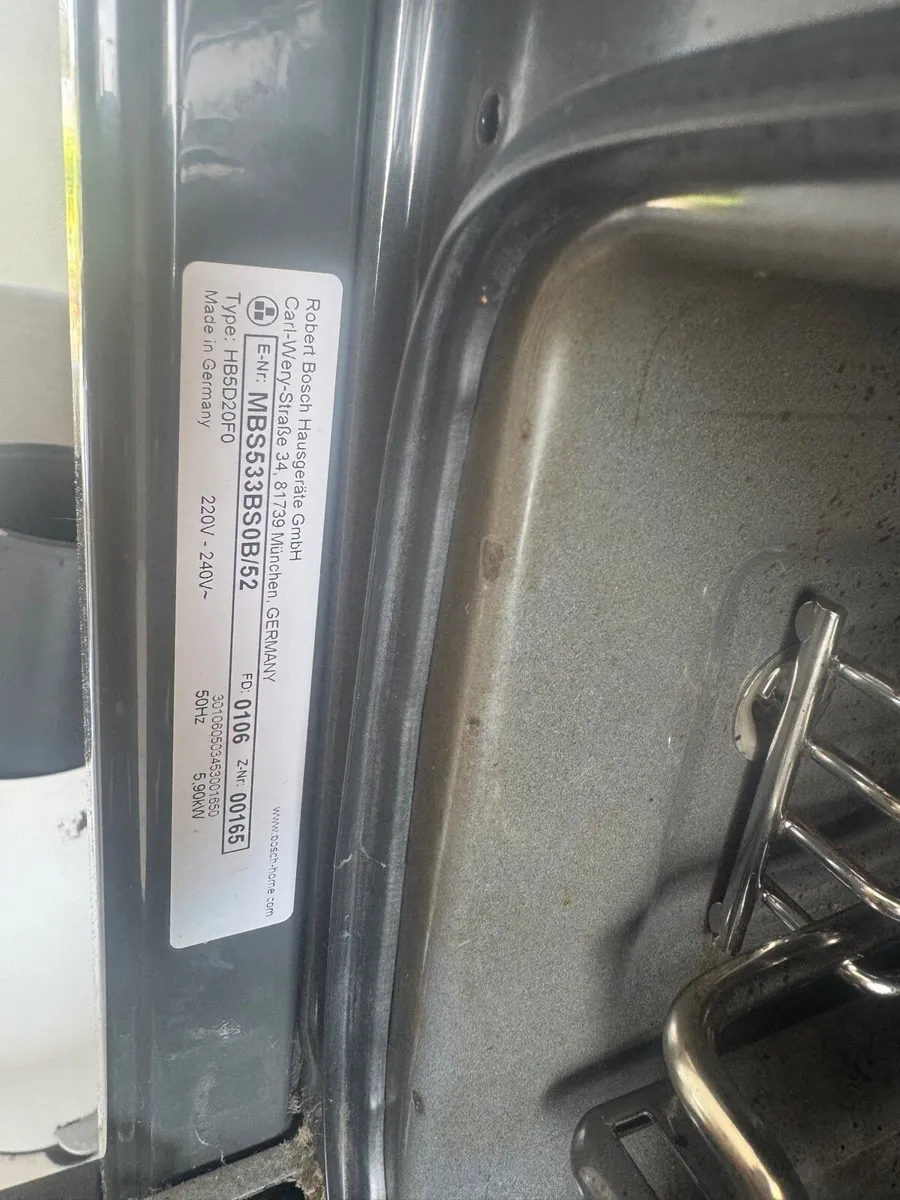 Robert Bosch Hausgeräte GmbH
Carl-Wery-Straße 34, 81739 München, GERMANY
www.bosch-home.com
E-Nr: MBS533BS0B/52 FD: 0106 Z-Nr: 00165
301060503453001650
Type: HB5D20F0 220V - 240V~ 50Hz 5.90kW
Made in Germany